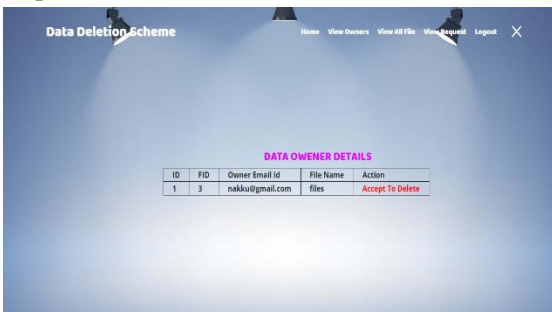 Data Deletion Scheme
Home View Owners View All File View Request Logout X
DATA OWENER DETAILS
ID FID Owner Email Id File Name Action
1 3 nakku@gmail.com files Accept To Delete